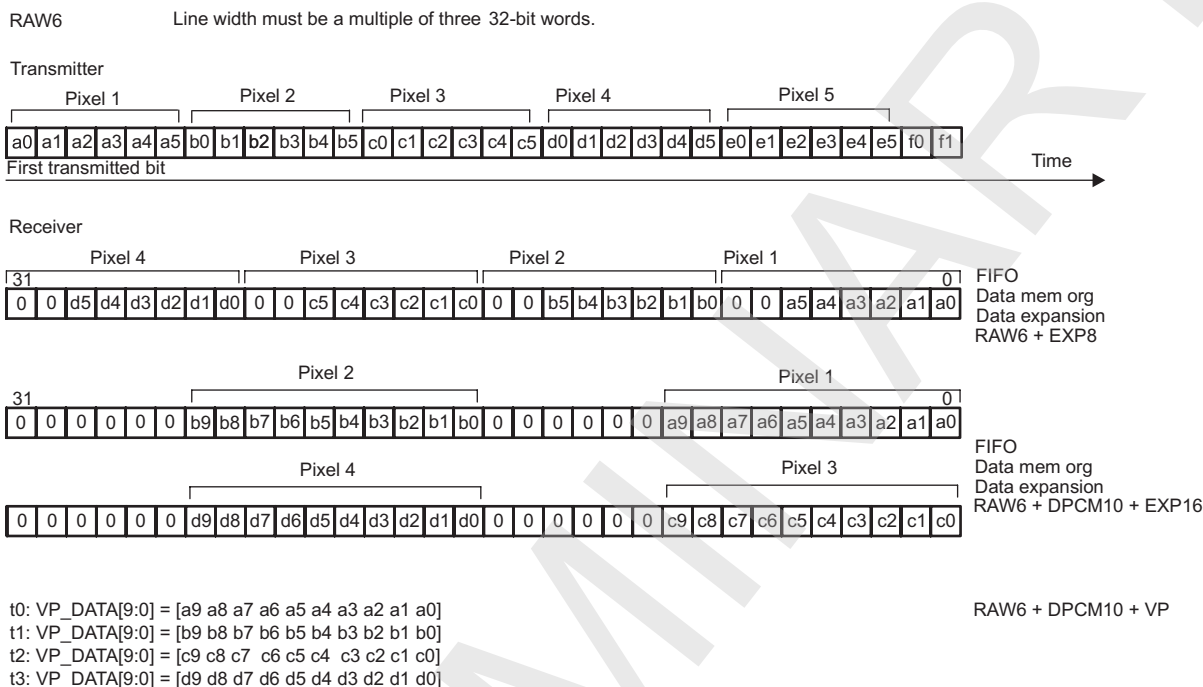 RAW6 Line width must be a multiple of three 32-bit words.
Transmitter
Pixel 1 Pixel 2 Pixel 3 Pixel 4 Pixel 5
a0 a1 a2 a3 a4 a5 b0 b1 b2 b3 b4 b5 c0 c1 c2 c3 c4 c5 d0 d1 d2 d3 d4 d5 e0 e1 e2 e3 e4 e5 f0 f1
First transmitted bit Time
Receiver
Pixel 4 Pixel 3 Pixel 2 Pixel 1
31 0
0 0 d5 d4 d3 d2 d1 d0 0 0 c5 c4 c3 c2 c1 c0 0 0 b5 b4 b3 b2 b1 b0 0 0 a5 a4 a3 a2 a1 a0
FIFO
Data mem org
Data expansion
RAW6 + EXP8
Pixel 2 Pixel 1
31 0
0 0 0 0 0 0 b9 b8 b7 b6 b5 b4 b3 b2 b1 b0 0 0 0 0 0 0 a9 a8 a7 a6 a5 a4 a3 a2 a1 a0
Pixel 4 Pixel 3
0 0 0 0 0 0 d9 d8 d7 d6 d5 d4 d3 d2 d1 d0 0 0 0 0 0 0 c9 c8 c7 c6 c5 c4 c3 c2 c1 c0
FIFO
Data mem org
Data expansion
RAW6 + DPCM10 + EXP16
t0: VP_DATA[9:0] = [a9 a8 a7 a6 a5 a4 a3 a2 a1 a0] RAW6 + DPCM10 + VP
t1: VP_DATA[9:0] = [b9 b8 b7 b6 b5 b4 b3 b2 b1 b0]
t2: VP_DATA[9:0] = [c9 c8 c7 c6 c5 c4 c3 c2 c1 c0]
t3: VP_DATA[9:0] = [d9 d8 d7 d6 d5 d4 d3 d2 d1 d0]
MINAR